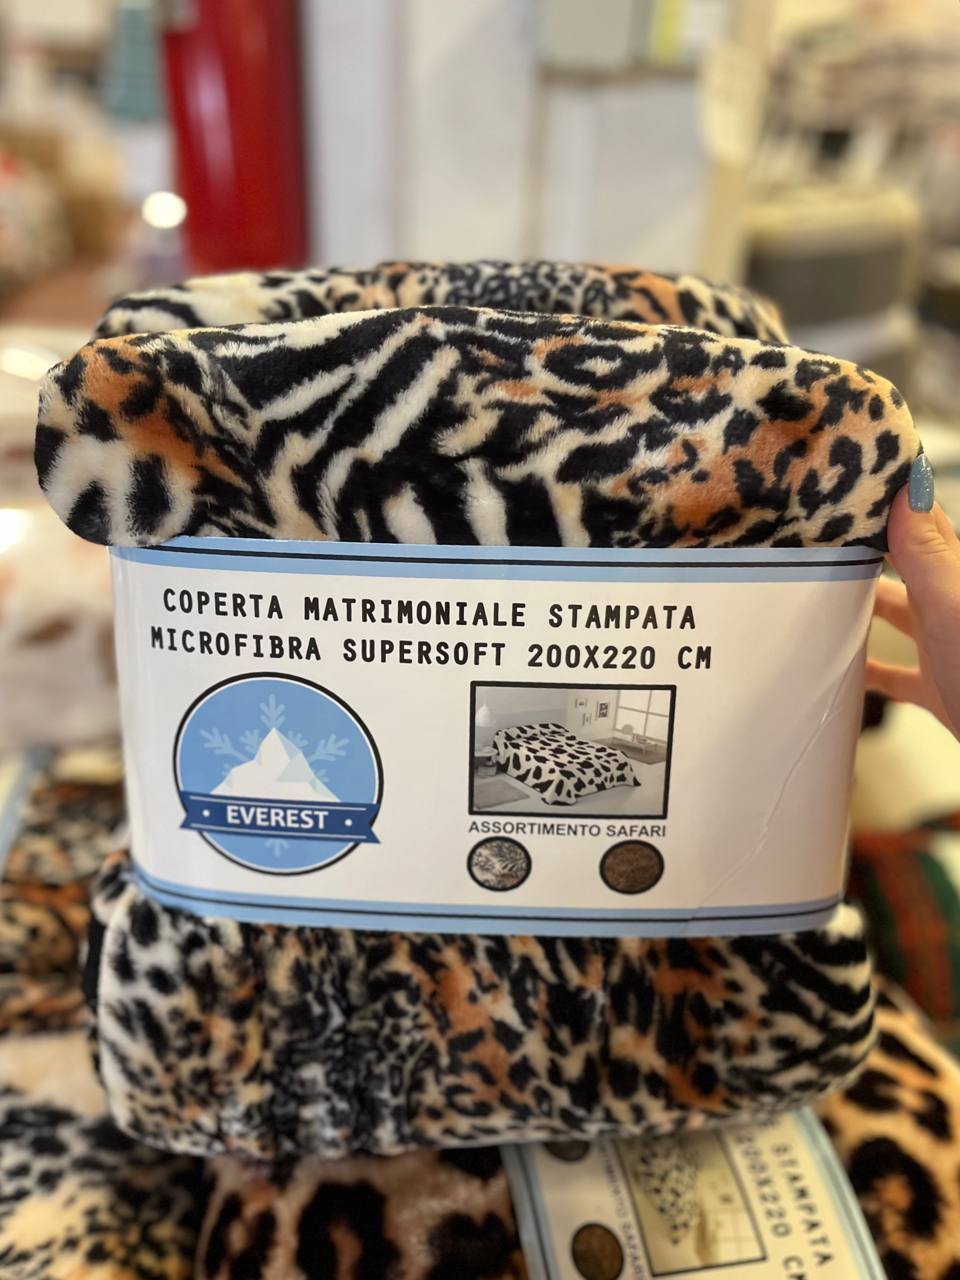 COPERTA MATRIMONIALE STAMPATA
MICROFIBRA SUPERSOFT 200X220 CM
EVEREST
ASSORTIMENTO SAFARI
STAMPATA
200X220 CM